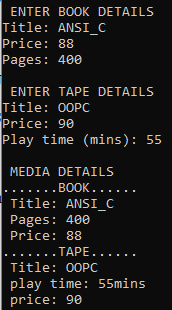 ENTER BOOK DETAILS
Title: ANSI_C
Price: 88
Pages: 400
ENTER TAPE DETAILS
Title: OOPC
Price: 90
Play time (mins): 55
MEDIA DETAILS
.......BOOK......
Title: ANSI_C
Pages: 400
Price: 88
.......TAPE......
Title: OOPC
play time: 55mins
price: 90